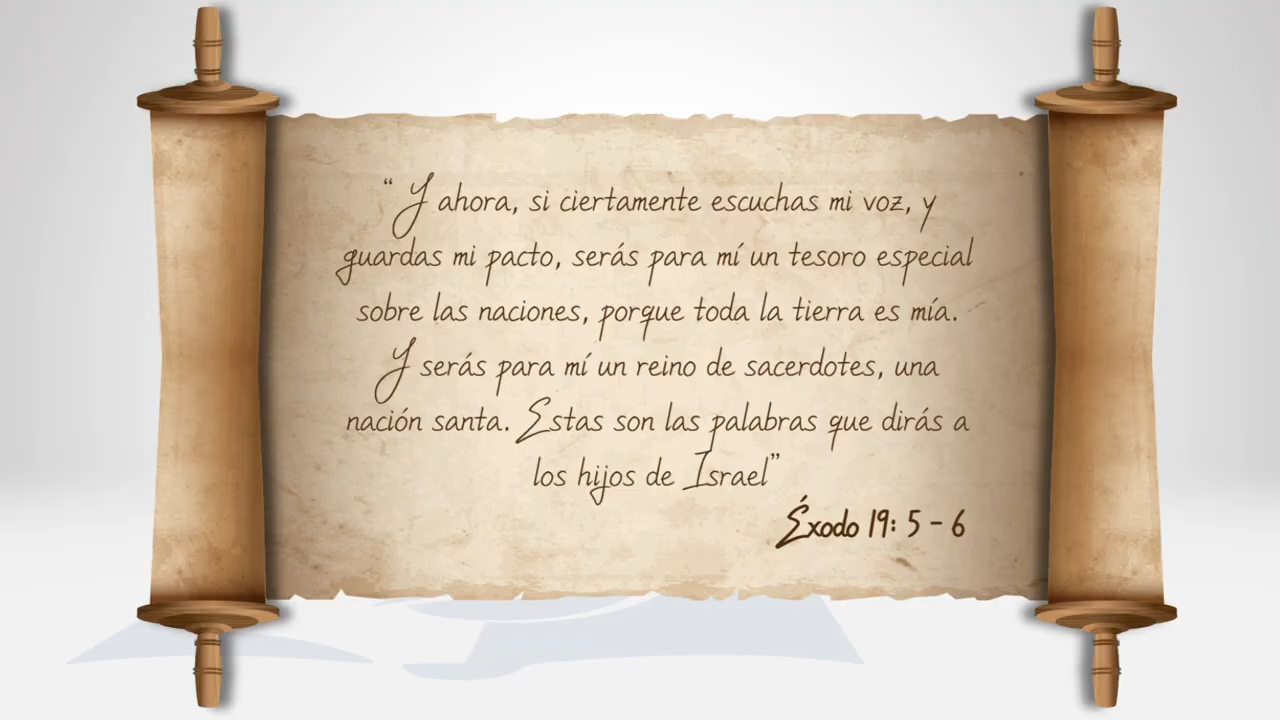 “Y ahora, si ciertamente escuchas mi voz, y
guardas mi pacto, serás para mí un tesoro especial
sobre las naciones, porque toda la tierra es mía.
Y serás para mí un reino de sacerdotes, una
nación santa. Estas son las palabras que dirás a
los hijos de Israel”
Éxodo 19: 5 - 6